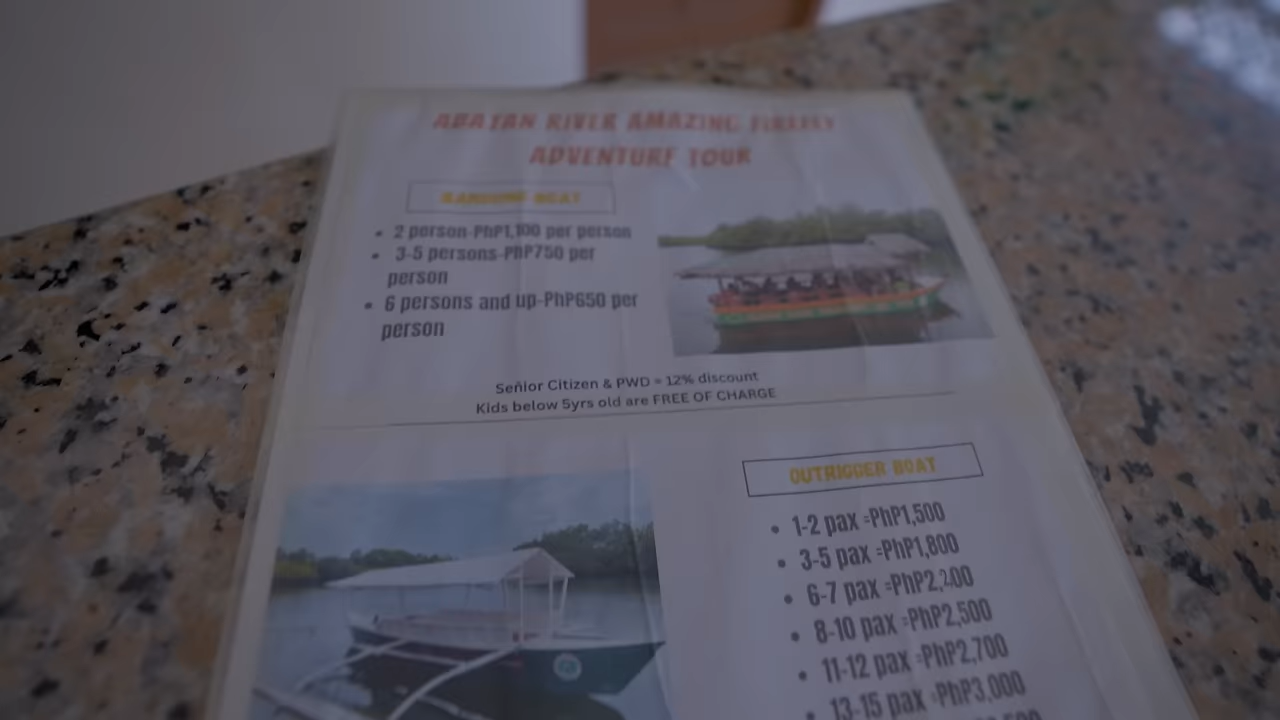 ABATAN RIVER AMAZING FIREFLY
ADVENTURE TOUR
BOAT
• 2 person-PhP1,100 per person
• 3-5 persons-PhP750 per
person
• 6 persons and up-PhP650 per
person
Señior Citizen & PWD = 12% discount
Kids below 5yrs old are FREE OF CHARGE
OUTRIGGER BOAT
• 1-2 pax =PhP1,500
• 3-5 pax =PhP1,800
• 6-7 pax =PhP2,200
• 8-10 pax =PhP2,500
• 11-12 pax =PhP2,700
• 13-15 pax =PhP3,000